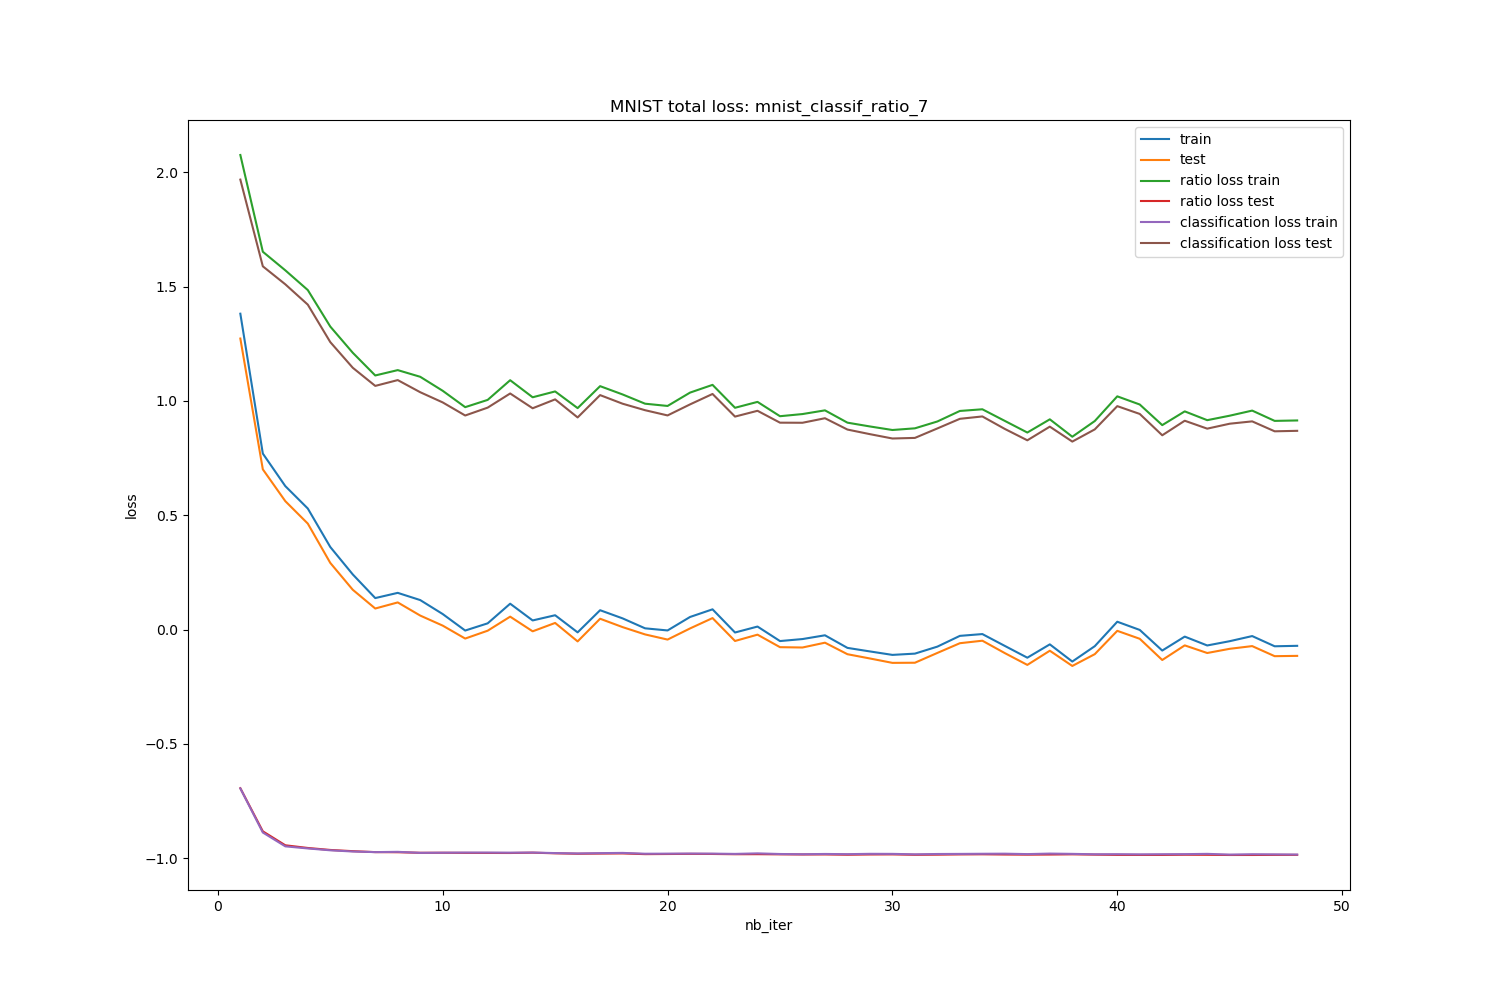 MNIST total loss: mnist_classif_ratio_7
train
test
ratio loss train
ratio loss test
classification loss train
classification loss test
2.0
1.5
1.0
0.5
0.0
−0.5
−1.0
loss
0 10 20 30 40 50
nb_iter